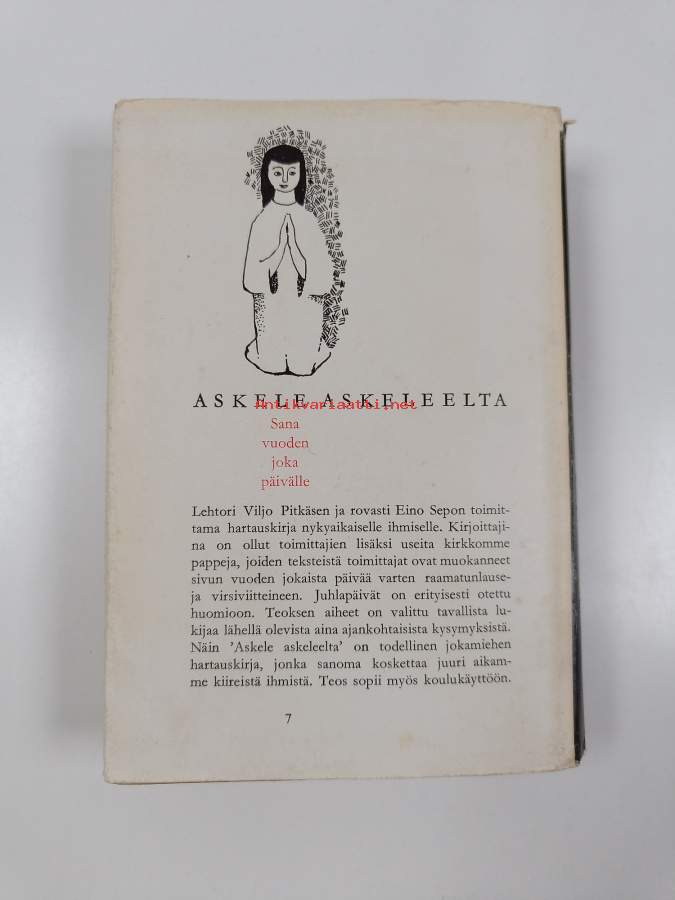 ASKELE ASKELEELTA
Antikvariaatti.net
Sana
vuoden
joka
päivälle
Lehtori Viljo Pitkäsen ja rovasti Eino Sepon toimit-
tama hartauskirja nykyaikaiselle ihmiselle. Kirjoittaji-
na on ollut toimittajien lisäksi useita kirkkomme
pappeja, joiden teksteistä toimittajat ovat muokanneet
sivun vuoden jokaista päivää varten raamatunlause-
ja virsiviitteineen. Juhlapäivät on erityisesti otettu
huomioon. Teoksen aiheet on valittu tavallista lu-
kijaa lähellä olevista aina ajankohtaisista kysymyksistä.
Näin 'Askele askeleelta' on todellinen jokamiehen
hartauskirja, jonka sanoma koskettaa juuri aikam-
me kiireistä ihmistä. Teos sopii myös koulukäyttöön.
7